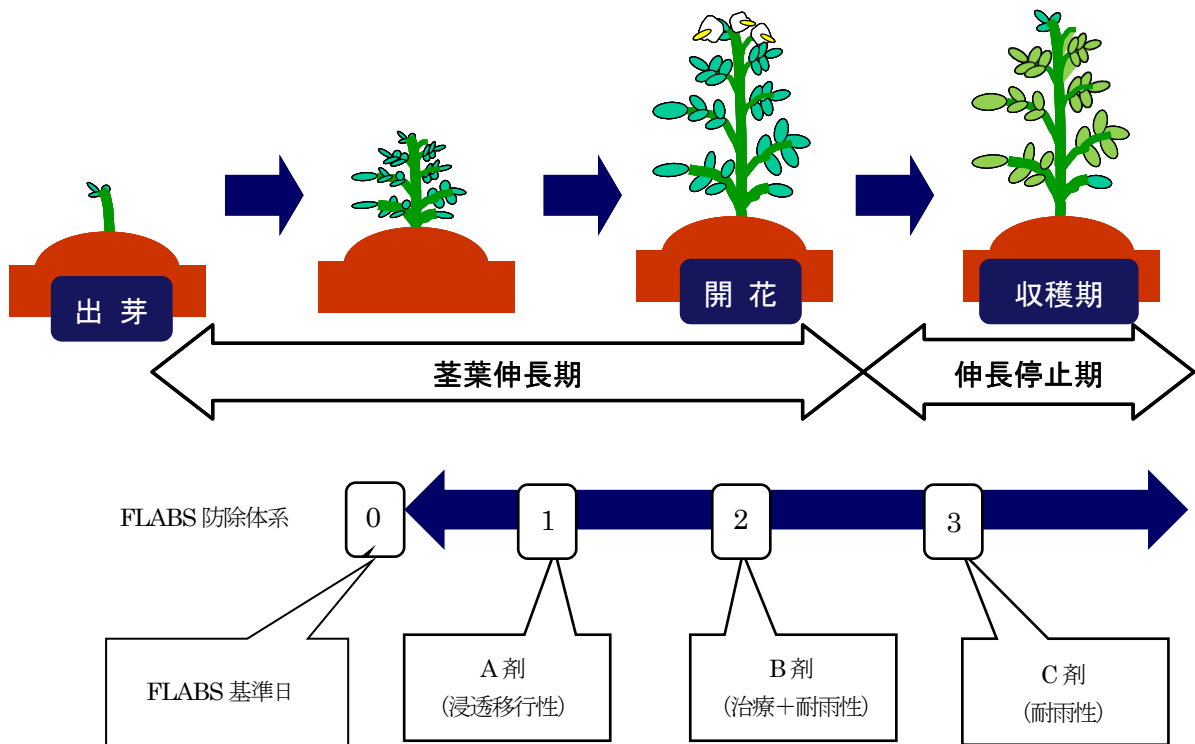 出 芽
開 花
収穫期
茎葉伸長期
伸長停止期
FLABS 防除体系
0
1
2
3
FLABS 基準日
A 剤
(浸透移行性)
B 剤
(治療＋耐雨性)
C 剤
(耐雨性)